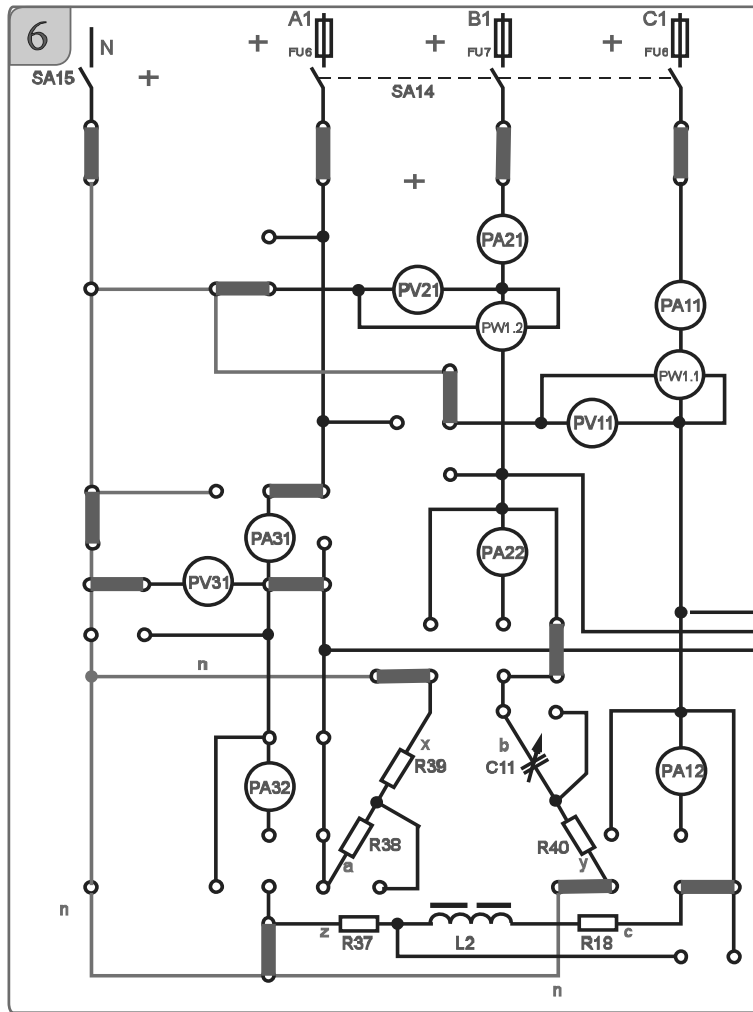 6
N
A1
B1
C1
FU6
FU7
FU6
SA15
SA14
PA21
PV21
PW1.2
PA11
PW1.1
PV11
PA31
PA22
PV31
n
x
R39
b
C11
PA32
PA12
R38
a
R40
y
n
z
R37
L2
R18
c
n